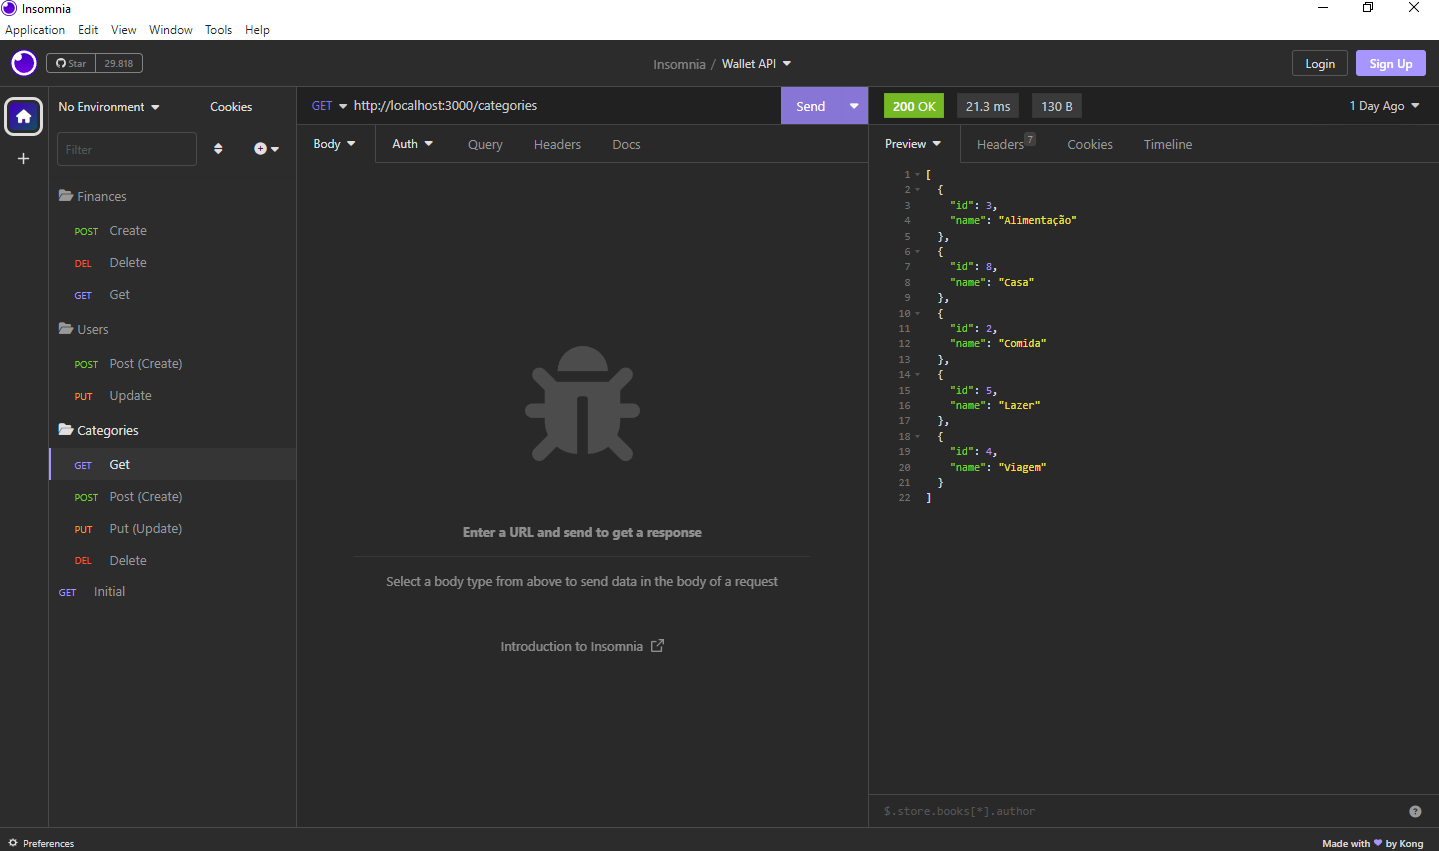 Insomnia
Application Edit View Window Tools Help
Star 29.818
Insomnia / Wallet API
Login Sign Up
No Environment Cookies
Filter
Finances
POST Create
DEL Delete
GET Get
Users
POST Post (Create)
PUT Update
Categories
GET Get
POST Post (Create)
PUT Put (Update)
DEL Delete
GET Initial
GET http://localhost:3000/categories Send
Body Auth Query Headers Docs
Enter a URL and send to get a response
Select a body type from above to send data in the body of a request
Introduction to Insomnia
200 OK 21.3 ms 130 B 1 Day Ago
Preview Headers 7 Cookies Timeline
1 [
2 {
3 "id": 3,
4 "name": "Alimentação"
5 },
6 {
7 "id": 8,
8 "name": "Casa"
9 },
10 {
11 "id": 2,
12 "name": "Comida"
13 },
14 {
15 "id": 5,
16 "name": "Lazer"
17 },
18 {
19 "id": 4,
20 "name": "Viagem"
21 }
22 ]
$.store.books[*].author ?
Preferences
Made with ♥ by Kong